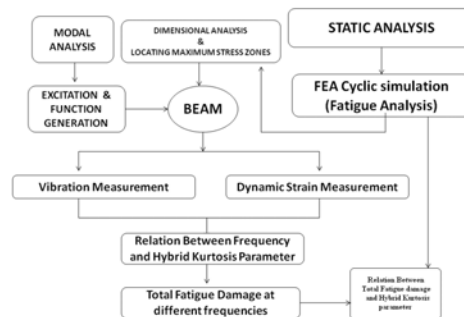 MODAL
ANALYSIS
DIMENSIONAL ANALYSIS
&
LOCATING MAXIMUM STRESS ZONES
STATIC ANALYSIS
EXCITATION &
FUNCTION
GENERATION
BEAM
FEA Cyclic simulation
(Fatigue Analysis)
Vibration Measurement
Dynamic Strain Measurement
Relation Between Frequency
and Hybrid Kurtosis Parameter
Total Fatigue Damage at
different frequencies
Relation Between
Total Fatigue damage
and Hybrid Kurtosis
parameter